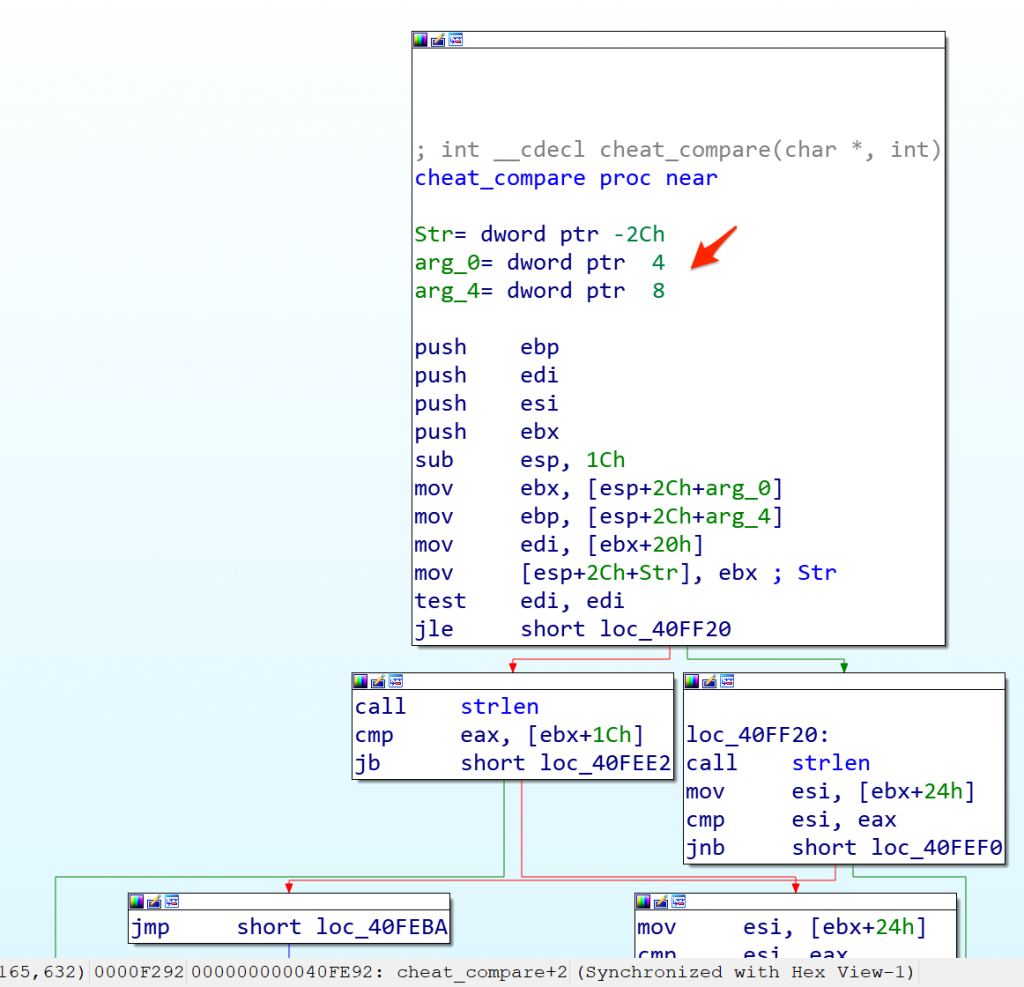 ; int __cdecl cheat_compare(char *, int)
cheat_compare proc near
Str= dword ptr -2Ch
arg_0= dword ptr  4
arg_4= dword ptr  8
push    ebp
push    edi
push    esi
push    ebx
sub     esp, 1Ch
mov     ebx, [esp+2Ch+arg_0]
mov     ebp, [esp+2Ch+arg_4]
mov     edi, [ebx+20h]
mov     [esp+2Ch+Str], ebx ; Str
test    edi, edi
jle     short loc_40FF20
call    strlen
cmp     eax, [ebx+1Ch]
jb      short loc_40FEE2
loc_40FF20:
call    strlen
mov     esi, [ebx+24h]
cmp     esi, eax
jnb     short loc_40FEF0
jmp     short loc_40FEBA
mov     esi, [ebx+24h]
cmp     esi, eax
165,632) 0000F292 000000000040FE92: cheat_compare+2 (Synchronized with Hex View-1)